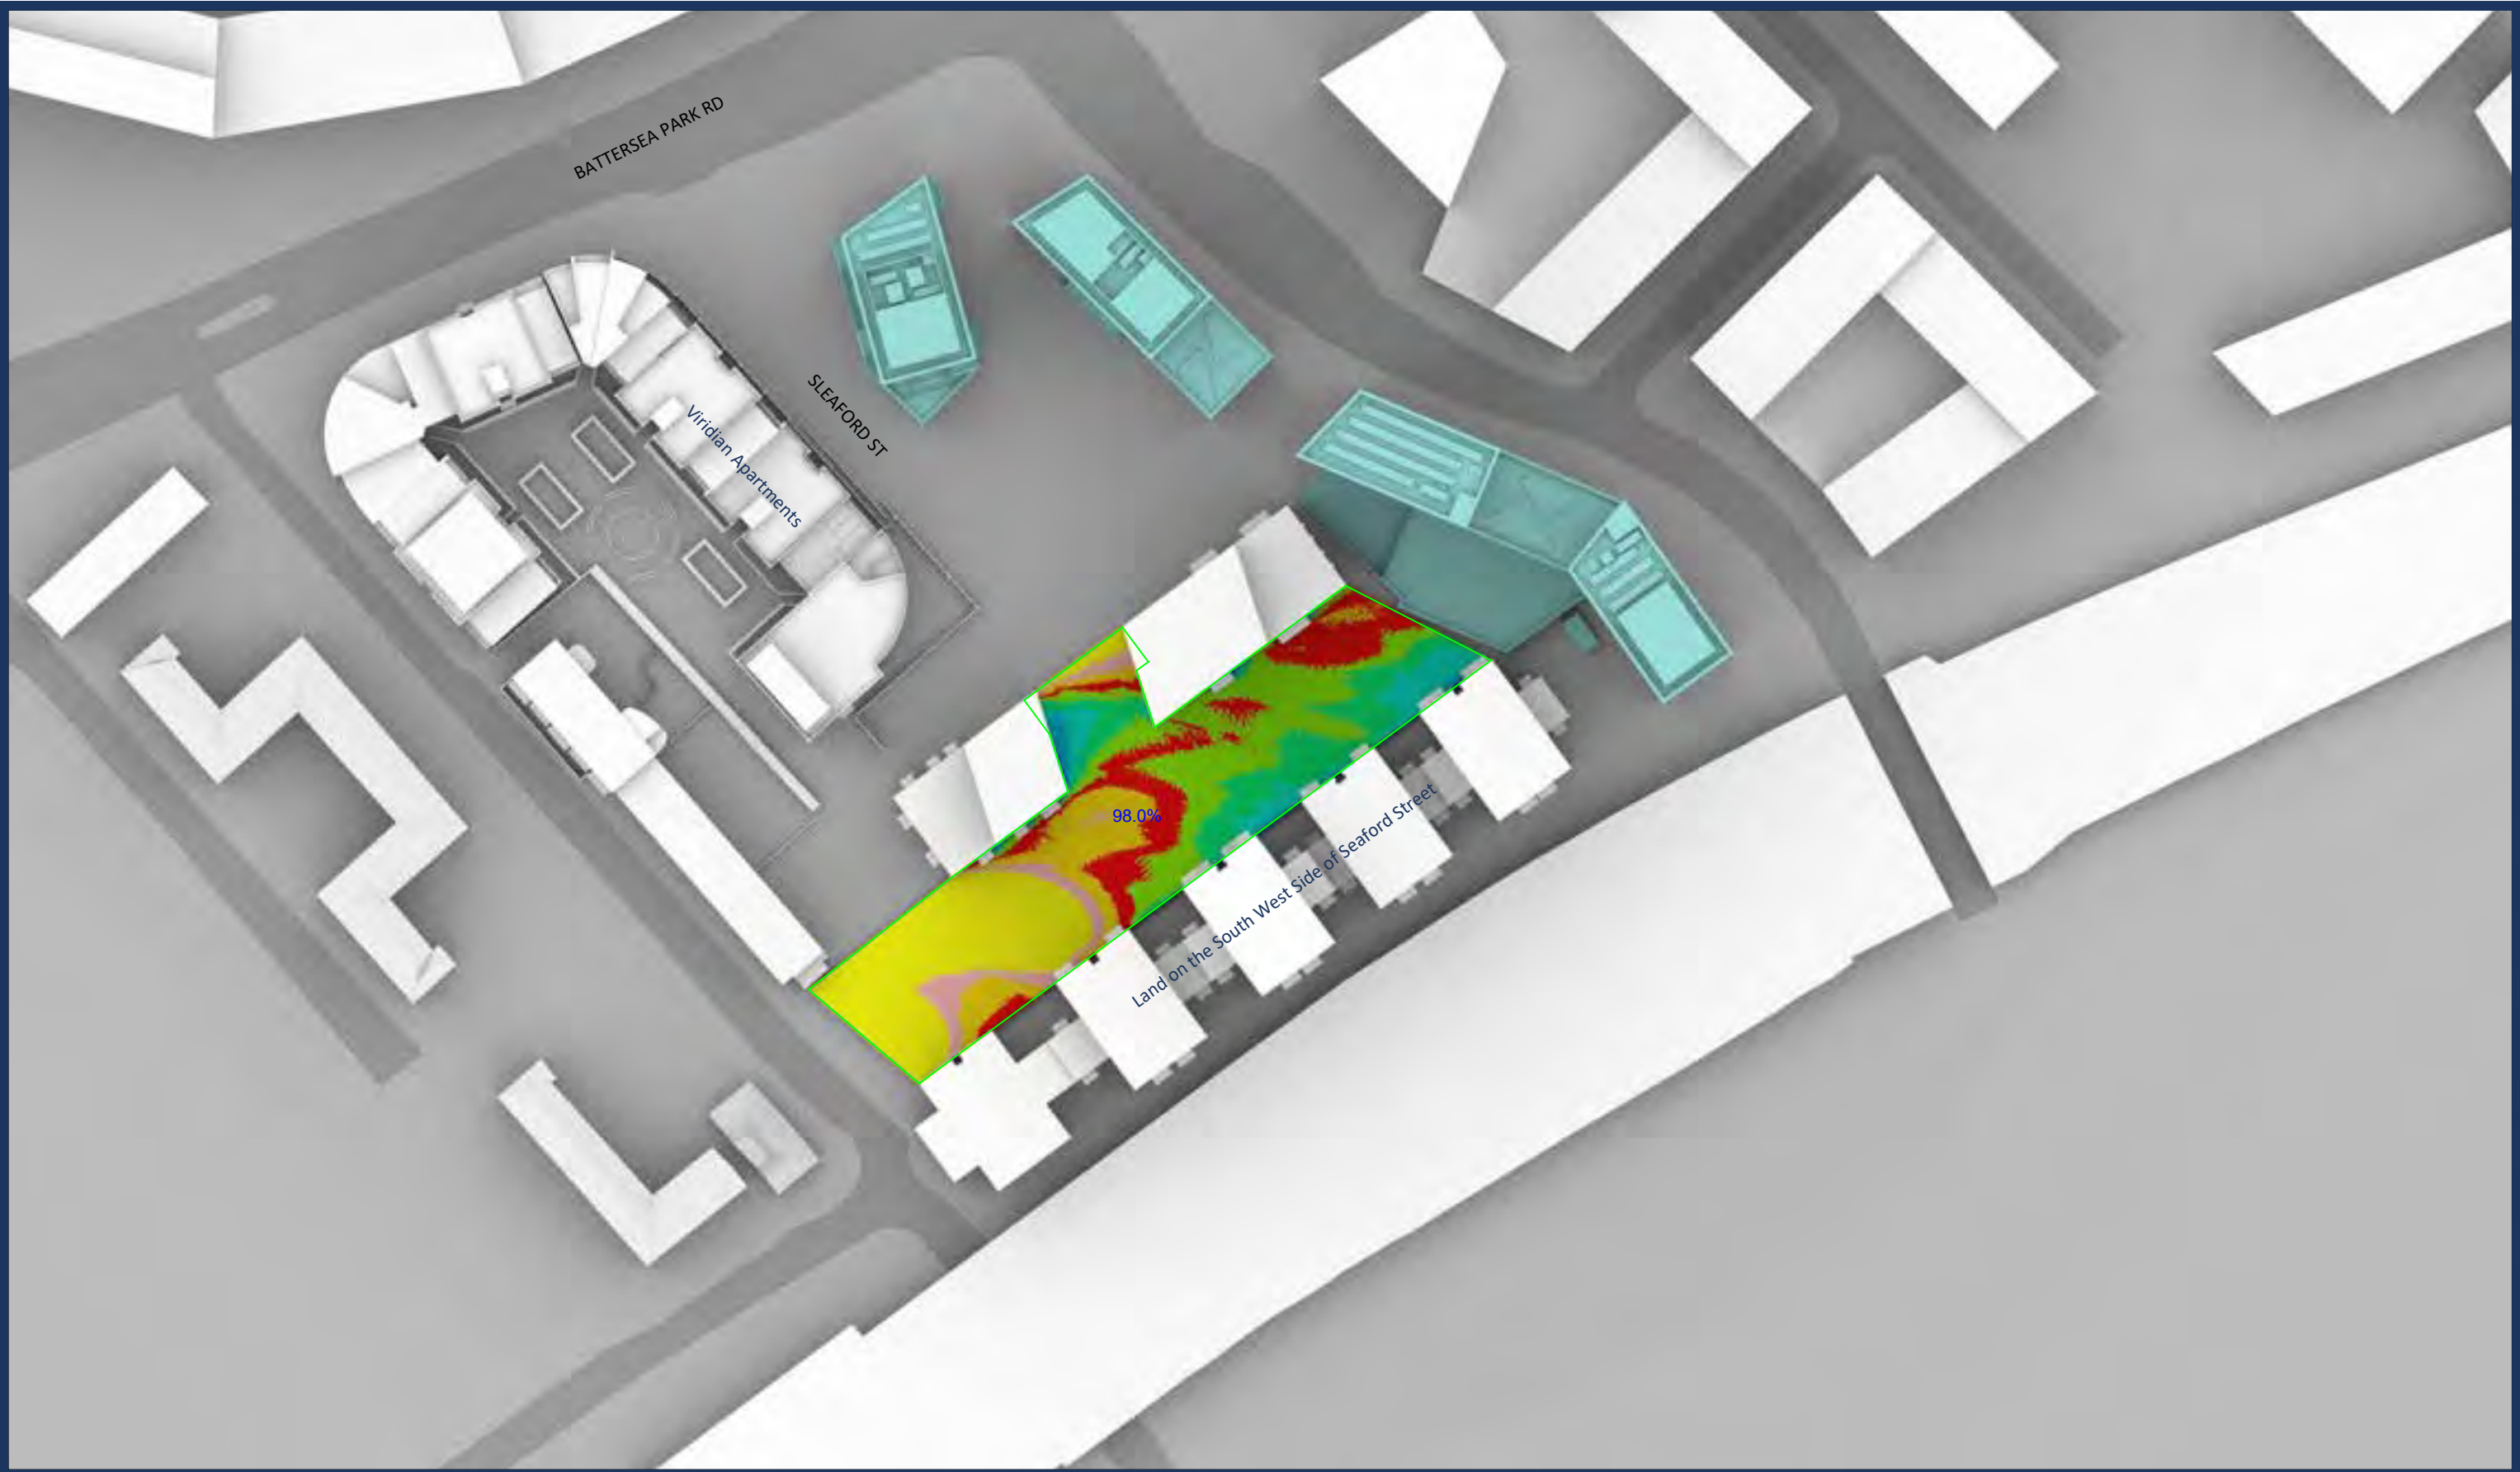 BATTERSEA PARK RD
SLEAFORD ST
Viridian Apartments
98.0%
Land on the South West Side of Seaford Street